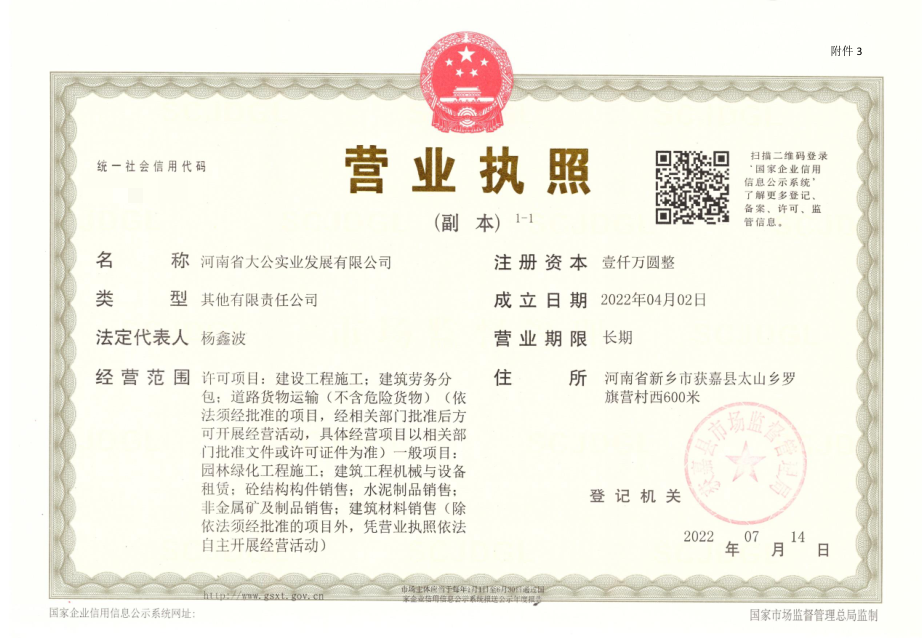 附件 3
统一社会信用代码
营业执照
(副 本) 1-1
扫描二维码登录
‘国家企业信用
信息公示系统’
了解更多登记、
备案、许可、监
管信息。
名 称 河南省大公实业发展有限公司
类 型 其他有限责任公司
法定代表人 杨鑫波
经营范围 许可项目：建设工程施工；建筑劳务分
包；道路货物运输（不含危险货物）（依
法须经批准的项目，经相关部门批准后方
可开展经营活动，具体经营项目以相关部
门批准文件或许可证件为准）一般项目：
园林绿化工程施工；建筑工程机械与设备
租赁；砼结构构件销售；水泥制品销售；
非金属矿及制品销售；建筑材料销售（除
依法须经批准的项目外，凭营业执照依法
自主开展经营活动）
注册资本 壹仟万圆整
成立日期 2022年04月02日
营业期限 长期
住 所 河南省新乡市获嘉县太山乡罗
旗营村西600米
获嘉县市场监督管理局
登记机关
2022 年 07 月 14 日
http://www.gsxt.gov.cn
市场主体应当于每年1月1日至6月30日通过国
家企业信用信息公示系统报送公示年度报告
国家企业信用信息公示系统网址:
国家市场监督管理总局监制